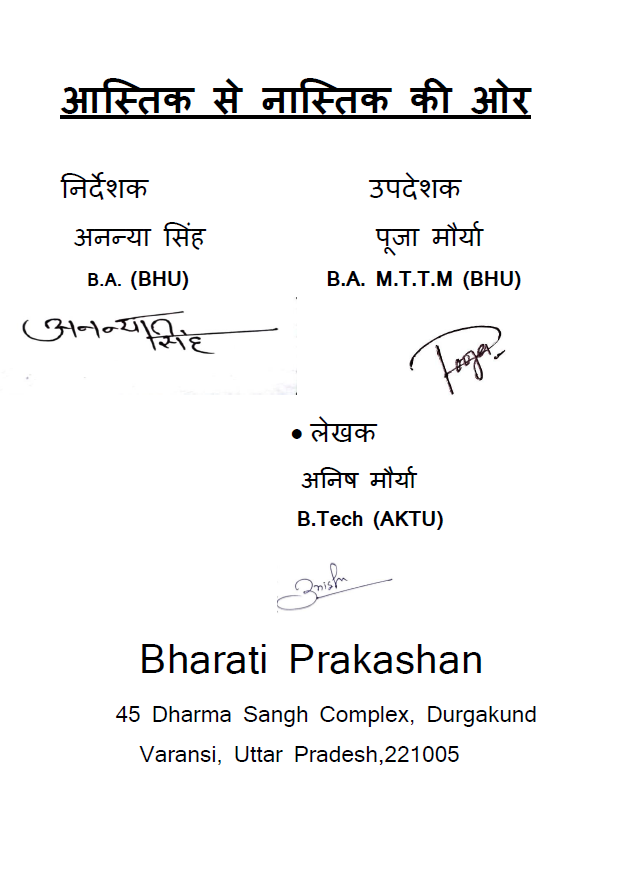 आस्तिक से नास्तिक की ओर
निर्देशक उपदेशक
अनन्या सिंह पूजा मौर्या
B.A. (BHU) B.A. M.T.T.M (BHU)
अनन्या सिंह Pooja
• लेखक
अनिष मौर्या
B.Tech (AKTU)
Anish
Bharati Prakashan
45 Dharma Sangh Complex, Durgakund
Varansi, Uttar Pradesh,221005